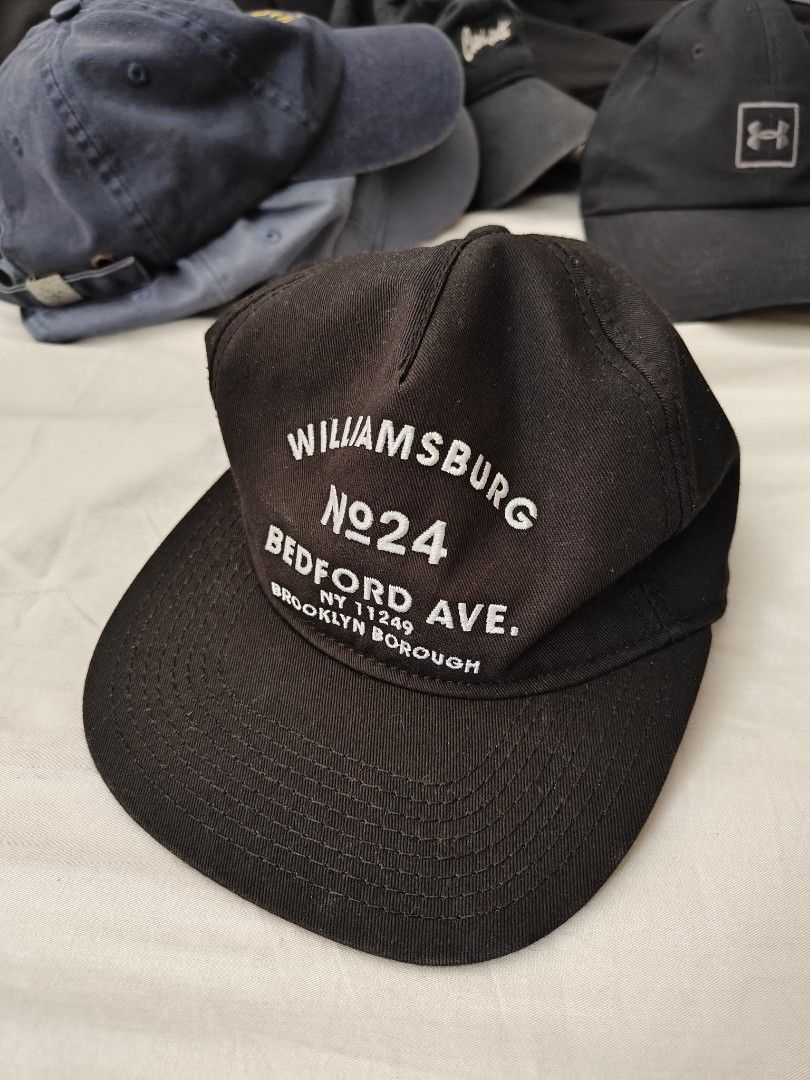 WILLIAMSBURG
No24
BEDFORD AVE.
NY 11249
BROOKLYN BOROUGH